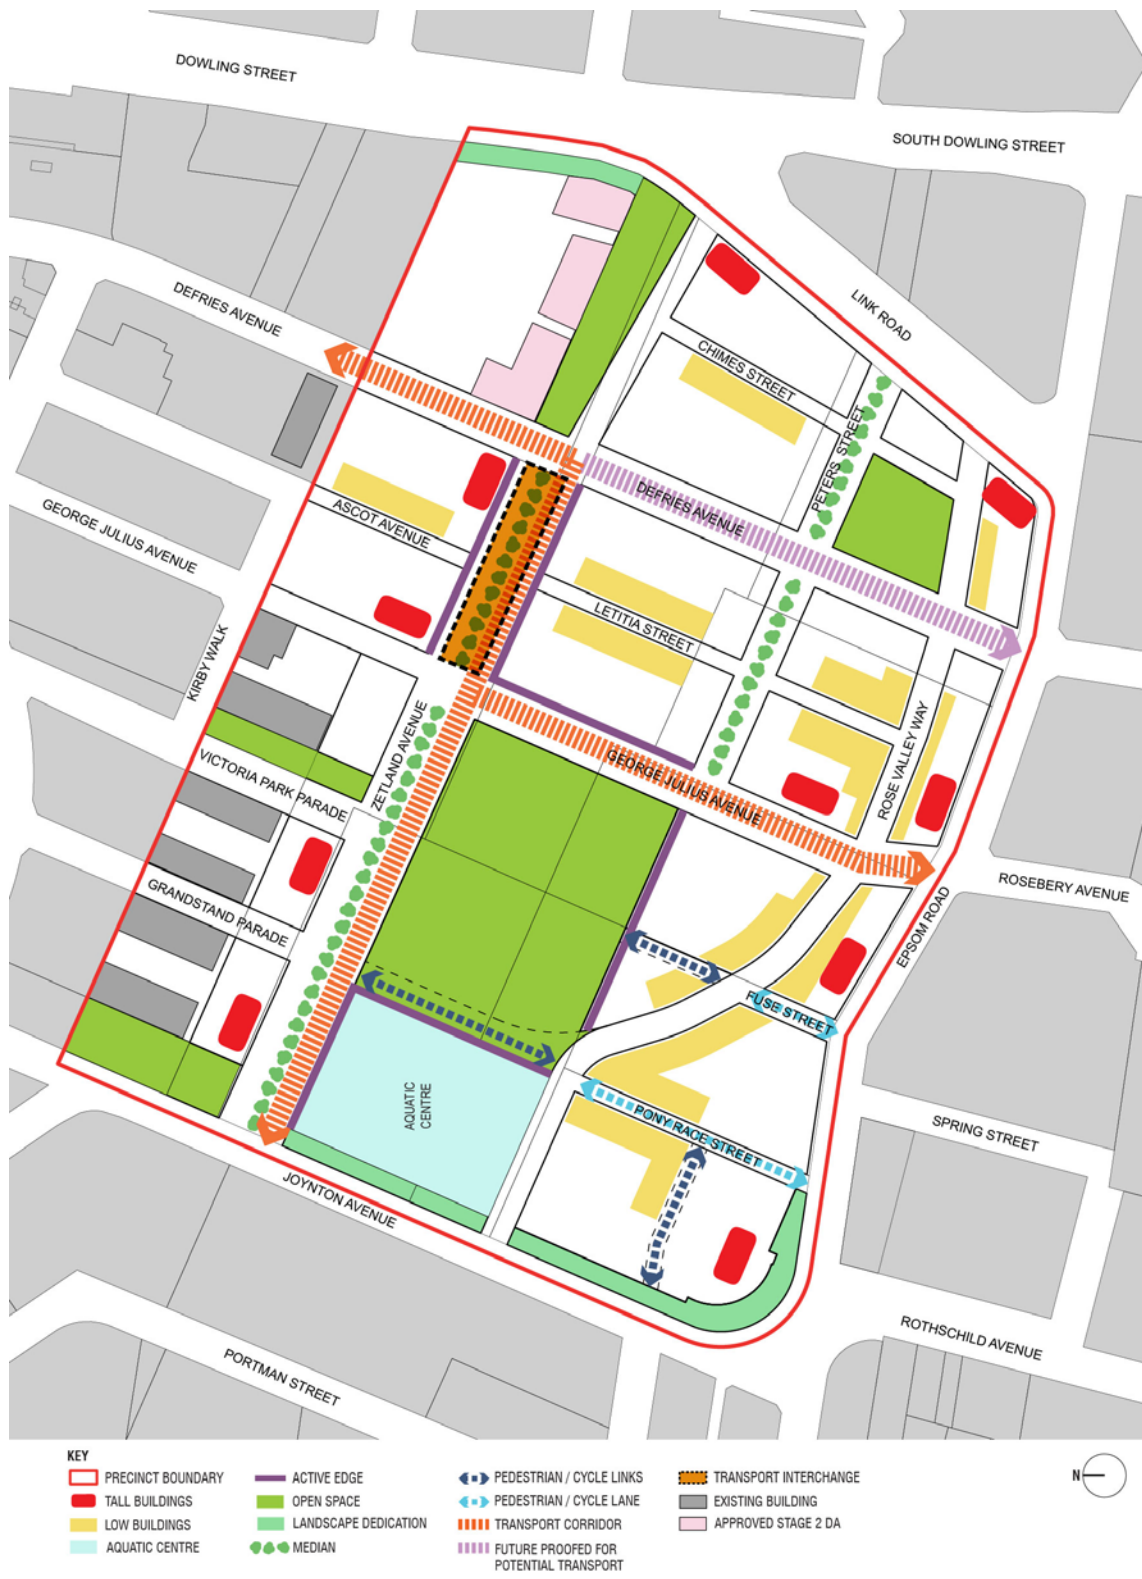 DOWLING STREET
SOUTH DOWLING STREET
LINK ROAD
DEFRIES AVENUE
CHIMES STREET
PETERS STREET
DEFRIES AVENUE
ASCOT AVENUE
GEORGE JULIUS AVENUE
LETITIA STREET
KIRBY WALK
ROSE VALLEY WAY
ZETLAND AVENUE
GEORGE JULIUS AVENUE
VICTORIA PARK PARADE
GRANDSTAND PARADE
ROSEBERY AVENUE
EPSOM ROAD
FUSE STREET
AQUATIC
CENTRE
PONY RACE STREET
SPRING STREET
JOYNTON AVENUE
ROTHSCHILD AVENUE
PORTMAN STREET
KEY
PRECINCT BOUNDARY
TALL BUILDINGS
LOW BUILDINGS
AQUATIC CENTRE
ACTIVE EDGE
OPEN SPACE
LANDSCAPE DEDICATION
MEDIAN
PEDESTRIAN / CYCLE LINKS
PEDESTRIAN / CYCLE LANE
TRANSPORT CORRIDOR
FUTURE PROOFED FOR
POTENTIAL TRANSPORT
TRANSPORT INTERCHANGE
EXISTING BUILDING
APPROVED STAGE 2 DA
N